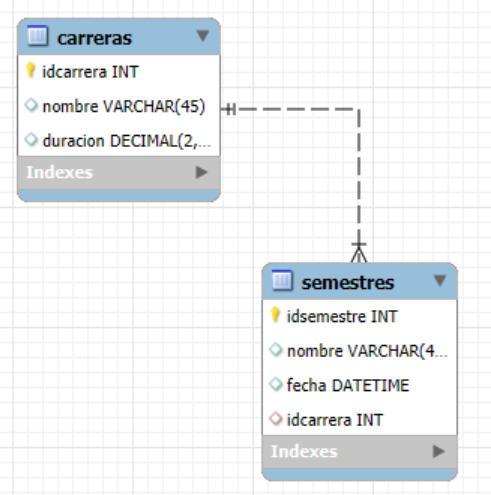 carreras
idcarrera INT
nombre VARCHAR(45)
duracion DECIMAL(2,...
Indexes
semestres
idsemestre INT
nombre VARCHAR(4...
fecha DATETIME
idcarrera INT
Indexes